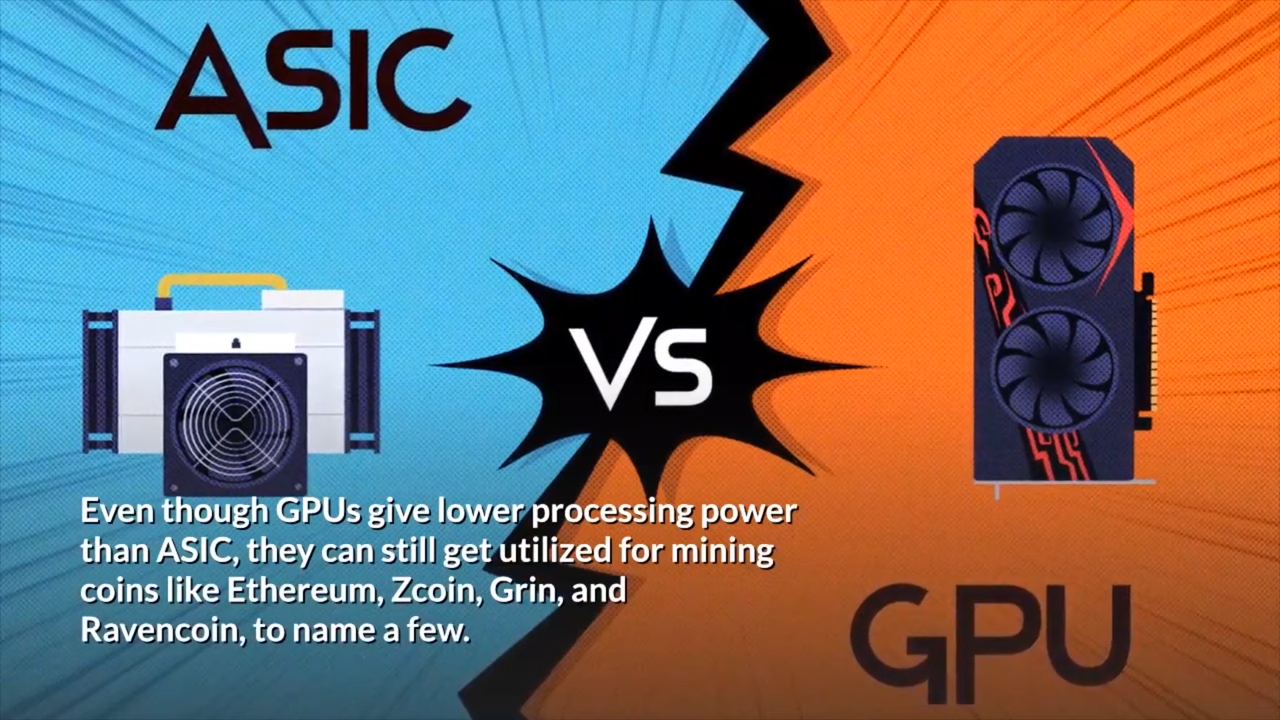 ASIC
VS
Even though GPUs give lower processing power
than ASIC, they can still get utilized for mining
coins like Ethereum, Zcoin, Grin, and
Ravencoin, to name a few.
GPU